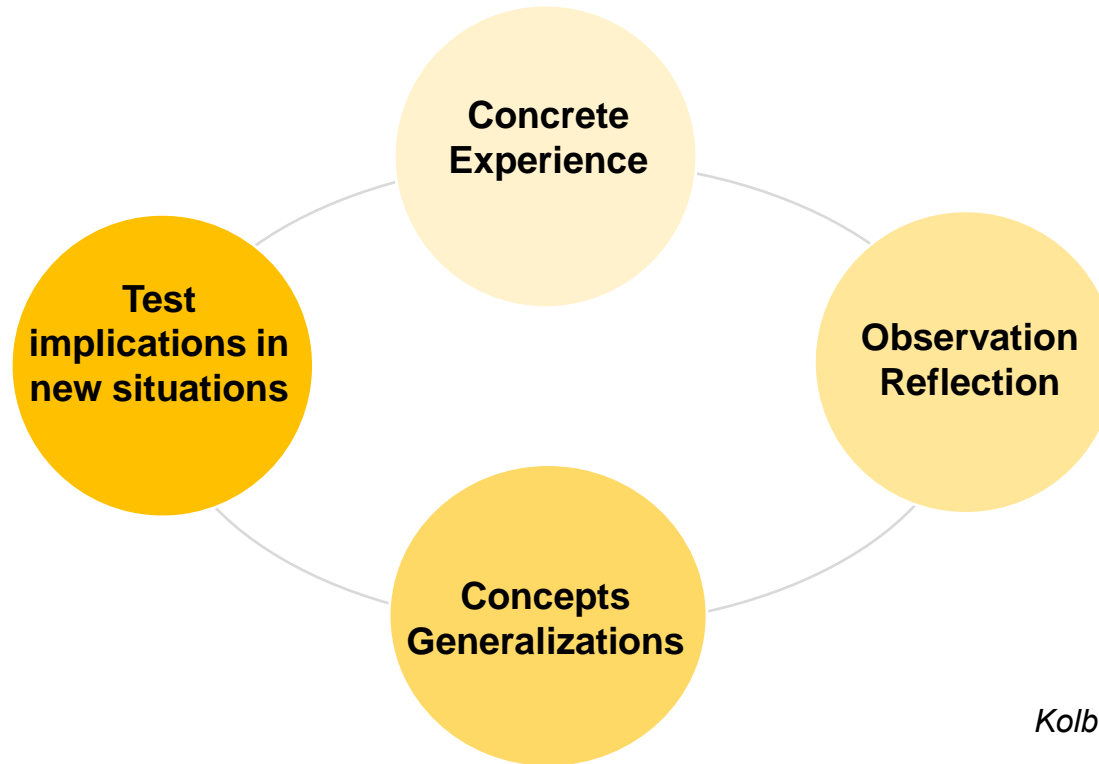 Concrete
Experience
Test
implications in
new situations
Observation
Reflection
Concepts
Generalizations
Kolb